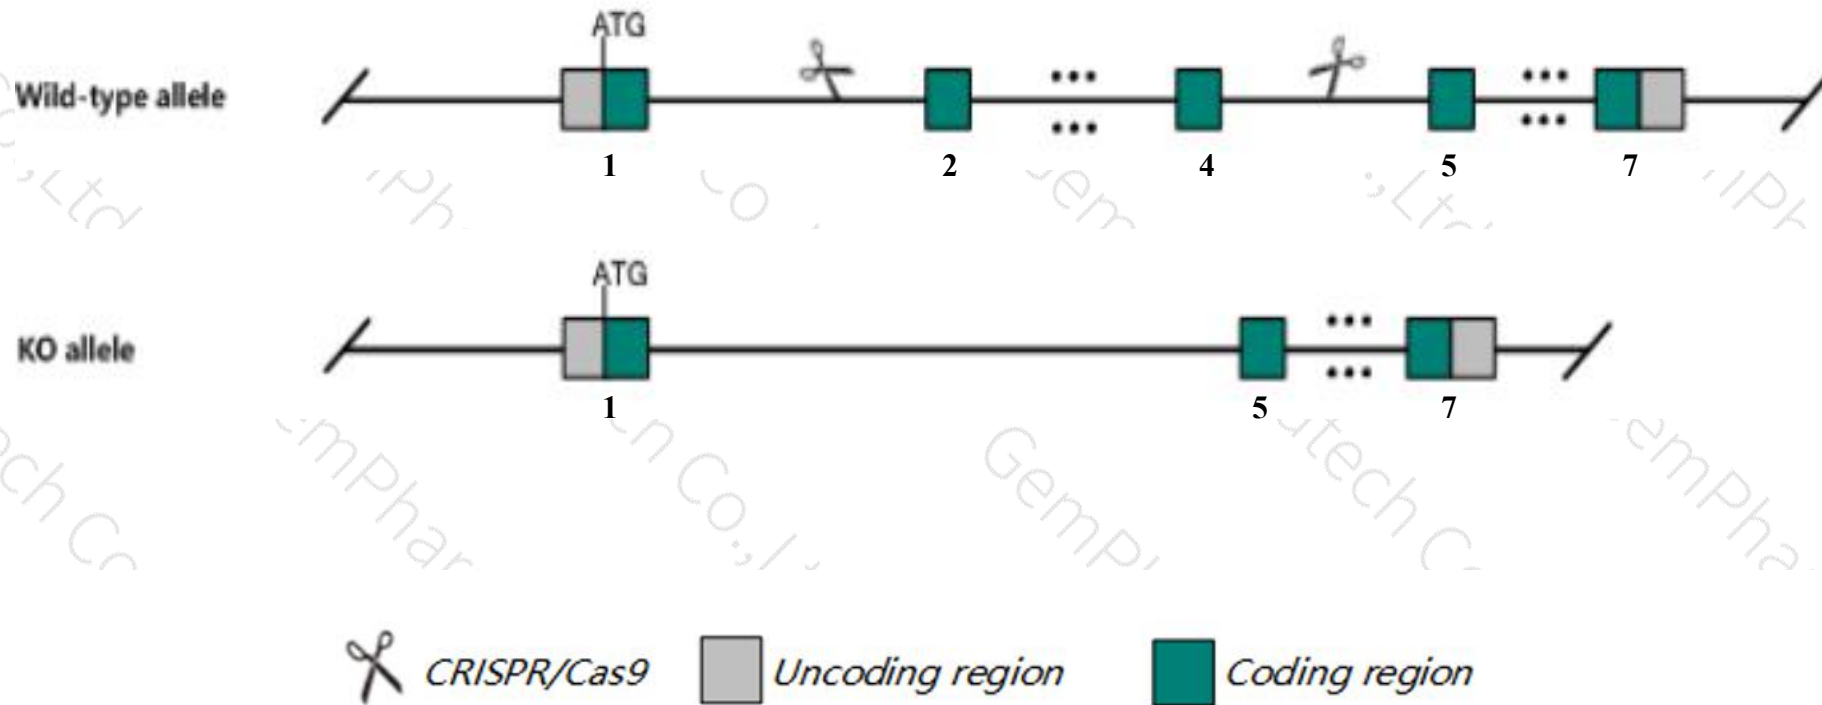 ATG
Wild-type allele
1 2 4 5 7
ATG
KO allele
1 5 7
CRISPR/Cas9 Uncoding region Coding region